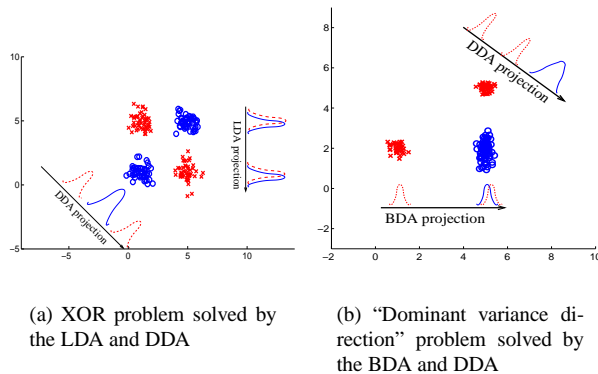 10
5
0
−5
−5
0
5
10
DDA projection
LDA projection
8
6
4
2
0
−2
−2
0
2
4
6
8
10
DDA projection
BDA projection
(a) XOR problem solved by
the LDA and DDA
(b) “Dominant variance di-
rection” problem solved by
the BDA and DDA